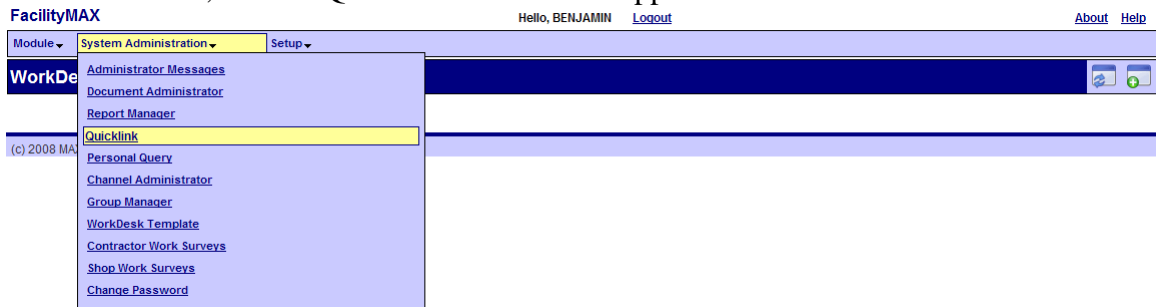 FacilityMAX Hello, BENJAMIN Logout About Help
Module System Administration Setup
WorkDe
Administrator Messages
Document Administrator
Report Manager
Quicklink
(c) 2008 MA
Personal Query
Channel Administrator
Group Manager
WorkDesk Template
Contractor Work Surveys
Shop Work Surveys
Change Password